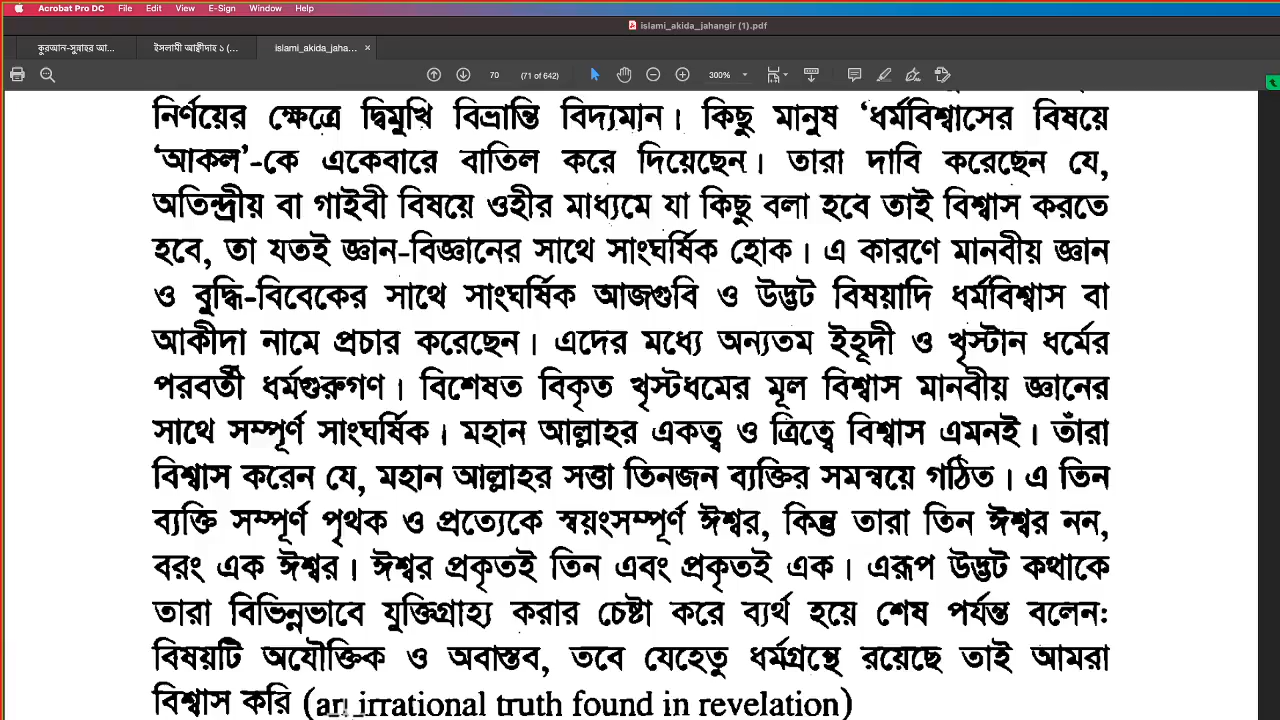 Acrobat Pro DC File Edit View E-Sign Window Help
islami_akida_jahangir (1).pdf
কুরআন-সুন্নাহর আ... ইসলামী আক্বীদাহ ১ (... islami_akida_jaha... ×
70 (71 of 642) 300%
নির্ণয়ের ক্ষেত্রে দ্বিমুখি বিভ্রান্তি বিদ্যমান। কিছু মানুষ ‘ধর্মবিশ্বাসের বিষয়ে
‘আকল’-কে একেবারে বাতিল করে দিয়েছেন। তারা দাবি করেছেন যে,
অতিন্দ্রীয় বা গাইবী বিষয়ে ওহীর মাধ্যমে যা কিছু বলা হবে তাই বিশ্বাস করতে
হবে, তা যতই জ্ঞান-বিজ্ঞানের সাথে সাংঘর্ষিক হোক। এ কারণে মানবীয় জ্ঞান
ও বুদ্ধি-বিবেকের সাথে সাংঘর্ষিক আজগুবি ও উদ্ভট বিষয়াদি ধর্মবিশ্বাস বা
আকীদা নামে প্রচার করেছেন। এদের মধ্যে অন্যতম ইহূদী ও খৃস্টান ধর্মের
পরবর্তী ধর্মগুরুগণ। বিশেষত বিকৃত খৃস্টধমের মূল বিশ্বাস মানবীয় জ্ঞানের
সাথে সম্পূর্ণ সাংঘর্ষিক। মহান আল্লাহর একত্ব ও ত্রিত্বে বিশ্বাস এমনই। তাঁরা
বিশ্বাস করেন যে, মহান আল্লাহর সত্তা তিনজন ব্যক্তির সমন্বয়ে গঠিত। এ তিন
ব্যক্তি সম্পূর্ণ পৃথক ও প্রত্যেকে স্বয়ংসম্পূর্ণ ঈশ্বর, কিন্তু তারা তিন ঈশ্বর নন,
বরং এক ঈশ্বর। ঈশ্বর প্রকৃতই তিন এবং প্রকৃতই এক। এরূপ উদ্ভট কথাকে
তারা বিভিন্নভাবে যুক্তিগ্রাহ্য করার চেষ্টা করে ব্যর্থ হয়ে শেষ পর্যন্ত বলেন:
বিষয়টি অযৌক্তিক ও অবাস্তব, তবে যেহেতু ধর্মগ্রন্থে রয়েছে তাই আমরা
বিশ্বাস করি (an irrational truth found in revelation)